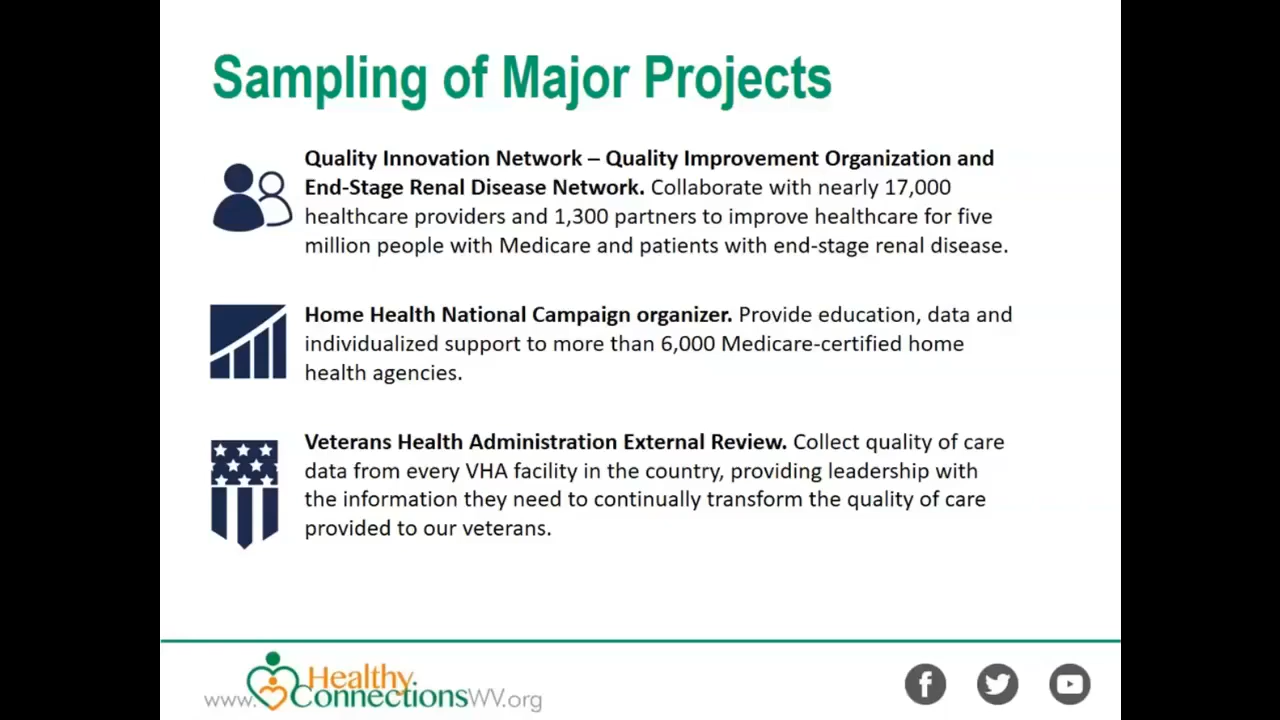 Sampling of Major Projects
Quality Innovation Network – Quality Improvement Organization and
End-Stage Renal Disease Network. Collaborate with nearly 17,000
healthcare providers and 1,300 partners to improve healthcare for five
million people with Medicare and patients with end-stage renal disease.
Home Health National Campaign organizer. Provide education, data and
individualized support to more than 6,000 Medicare-certified home
health agencies.
Veterans Health Administration External Review. Collect quality of care
data from every VHA facility in the country, providing leadership with
the information they need to continually transform the quality of care
provided to our veterans.
www.Healthy
ConnectionsWV.org